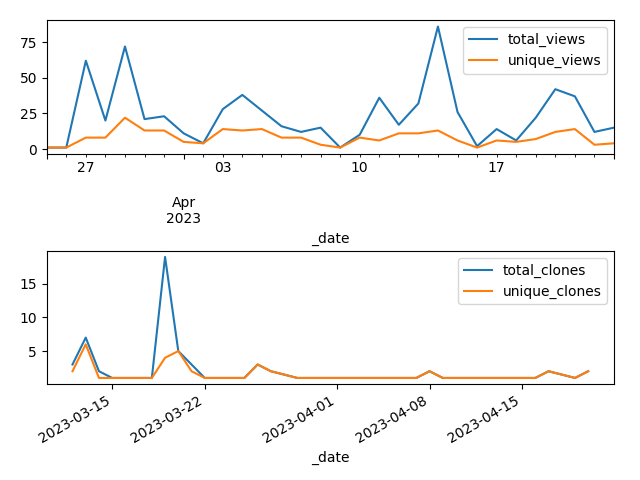 75
50
25
0
total_views
unique_views
27
03
10
17
Apr
2023
_date
15
10
5
total_clones
unique_clones
2023-03-15
2023-03-22
2023-04-01
2023-04-08
2023-04-15
_date